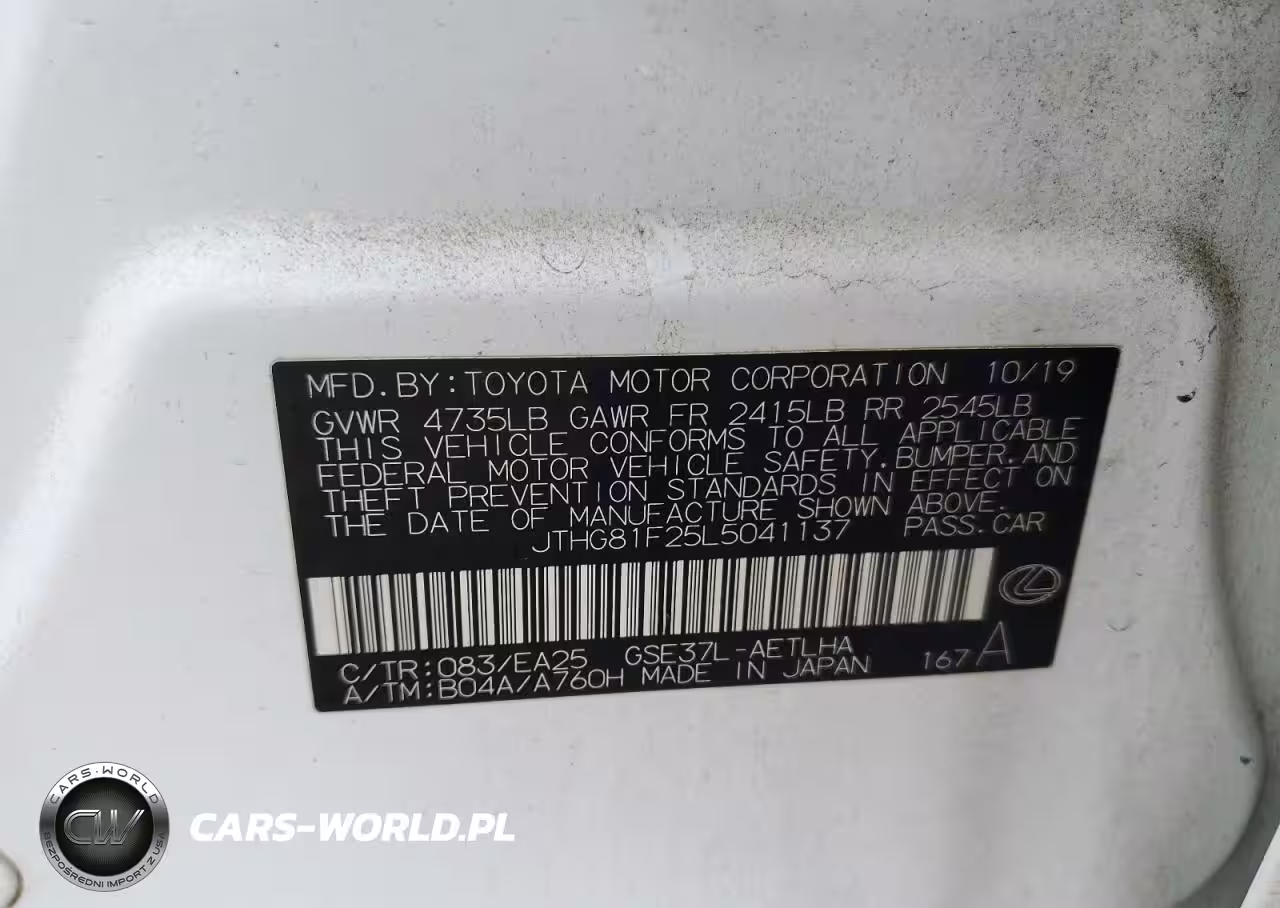 MFD.BY:TOYOTA MOTOR CORPORATION 10/19
GVWR 4735LB GAWR FR 2415LB RR 2545LB
THIS VEHICLE CONFORMS TO ALL APPLICABLE
FEDERAL MOTOR VEHICLE SAFETY,BUMPER,AND
THEFT PREVENTION STANDARDS IN EFFECT ON
THE DATE OF MANUFACTURE SHOWN ABOVE.
JTHG81F25L5041137 PASS.CAR
C/TR:083/EA25 GSE37L-AETLHA
A/TM:B04A/A760H MADE IN JAPAN 167A
CARS-WORLD
CW
BEZPOŚREDNI IMPORT Z USA
CARS-WORLD.PL